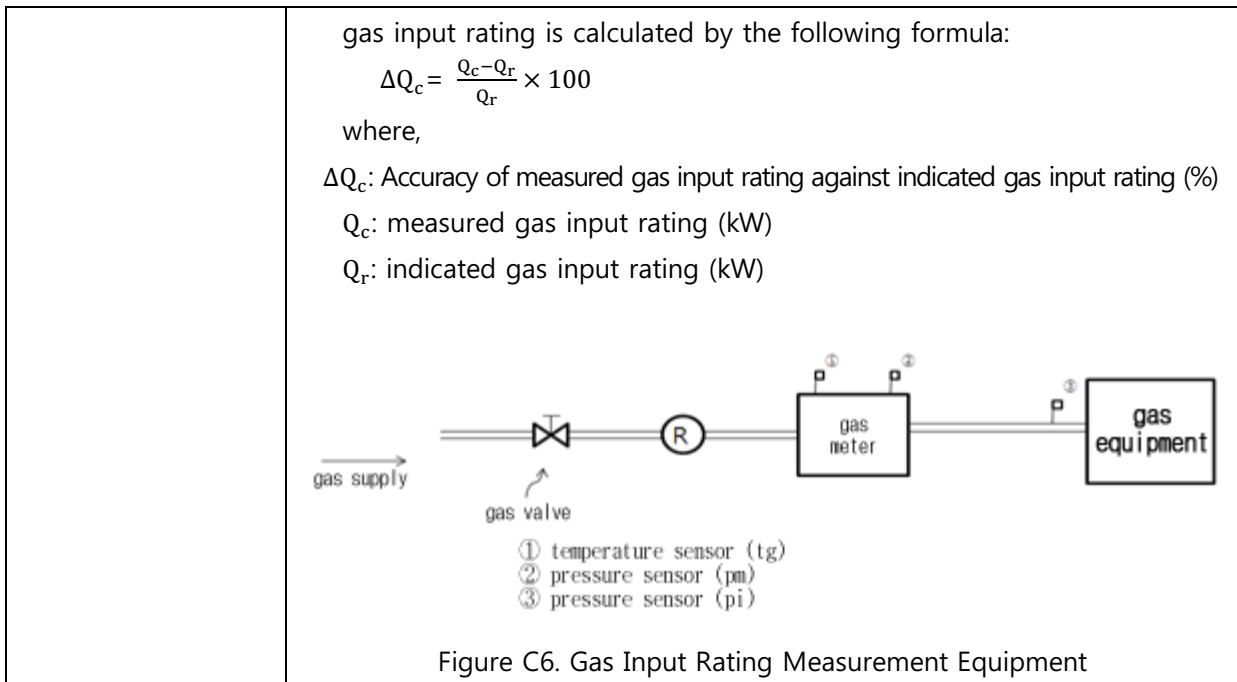 gas input rating is calculated by the following formula:
ΔQc= (Qc−Qr)/Qr × 100
where,
ΔQc: Accuracy of measured gas input rating against indicated gas input rating (%)
Qc: measured gas input rating (kW)
Qr: indicated gas input rating (kW)
① ②
③
R
gas
meter
gas
equipment
gas supply
gas valve
① temperature sensor (tg)
② pressure sensor (pm)
③ pressure sensor (pi)
Figure C6. Gas Input Rating Measurement Equipment